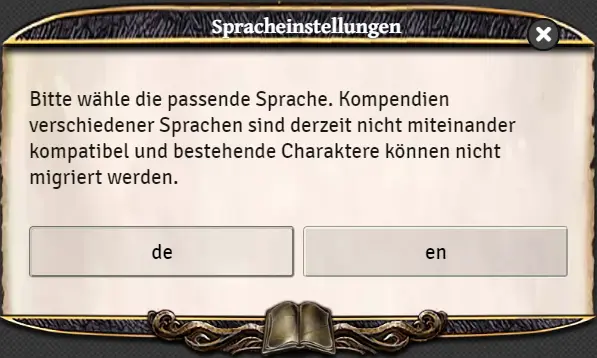 Spracheinstellungen
Bitte wähle die passende Sprache. Kompendien
verschiedener Sprachen sind derzeit nicht miteinander
kompatibel und bestehende Charaktere können nicht
migriert werden.
de
en